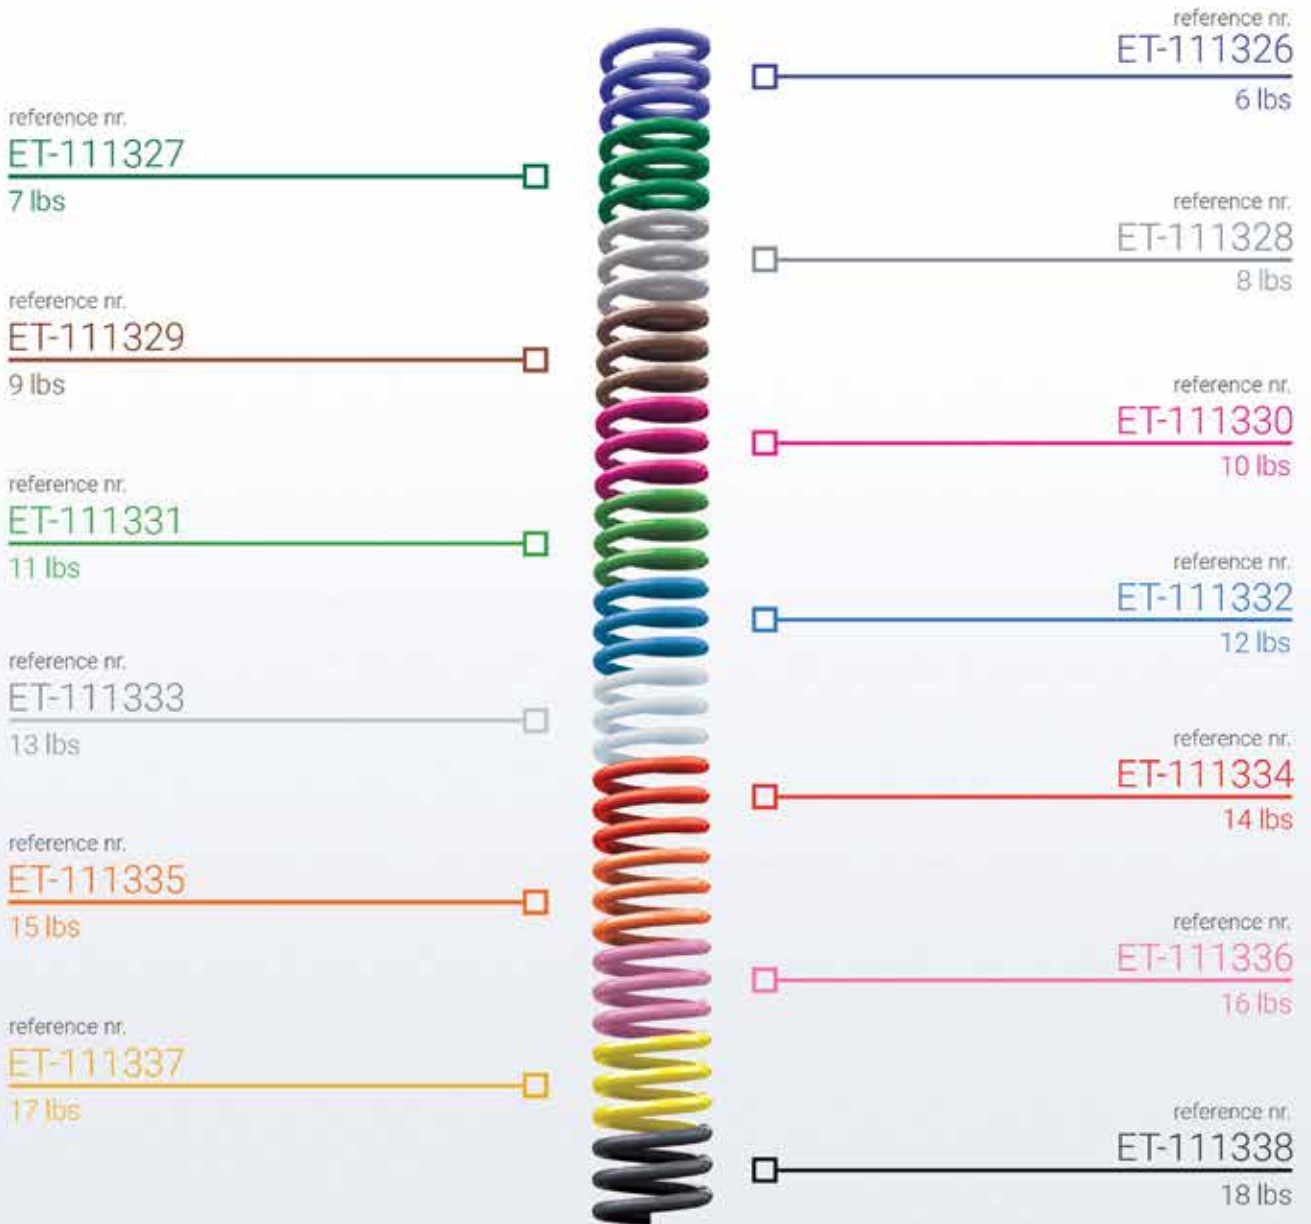 reference nr.
ET-111326
6 lbs
reference nr.
ET-111327
7 lbs
reference nr.
ET-111328
8 lbs
reference nr.
ET-111329
9 lbs
reference nr.
ET-111330
10 lbs
reference nr.
ET-111331
11 lbs
reference nr.
ET-111332
12 lbs
reference nr.
ET-111333
13 lbs
reference nr.
ET-111334
14 lbs
reference nr.
ET-111335
15 lbs
reference nr.
ET-111336
16 lbs
reference nr.
ET-111337
17 lbs
reference nr.
ET-111338
18 lbs